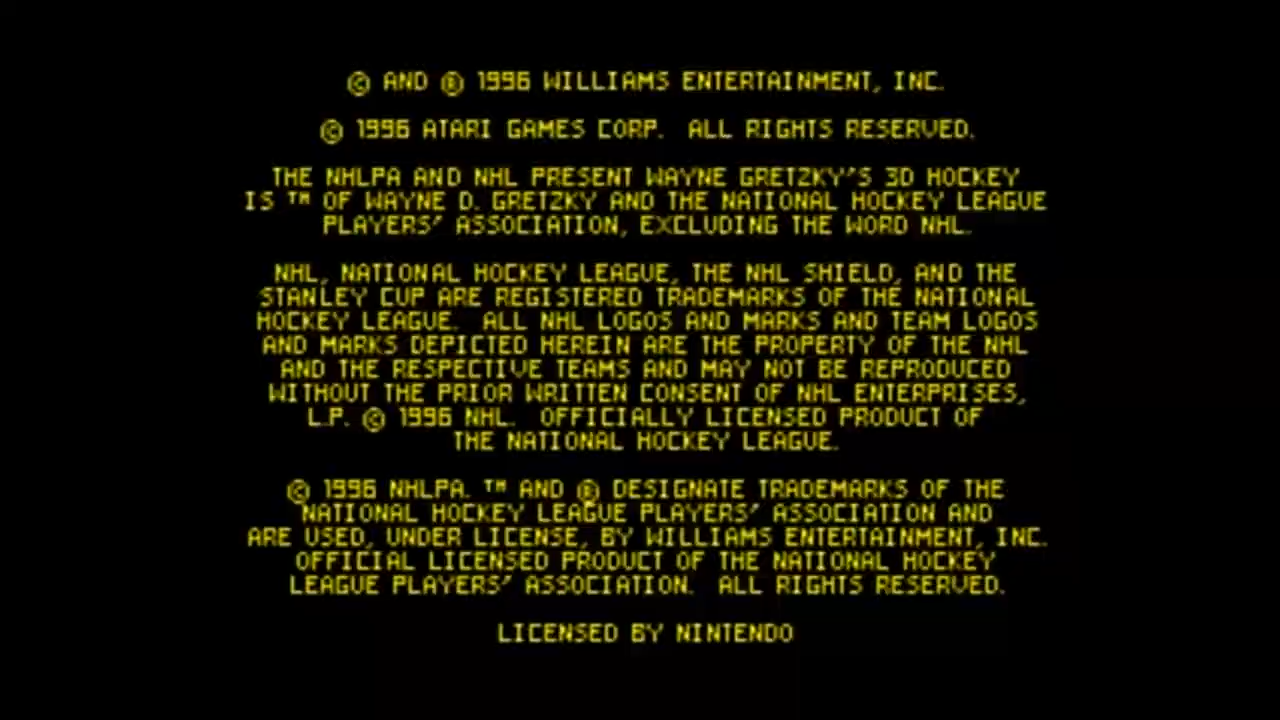 © AND ® 1996 WILLIAMS ENTERTAINMENT, INC.
© 1996 ATARI GAMES CORP. ALL RIGHTS RESERVED.
THE NHLPA AND NHL PRESENT WAYNE GRETZKY'S 3D HOCKEY
IS ™ OF WAYNE D. GRETZKY AND THE NATIONAL HOCKEY LEAGUE
PLAYERS' ASSOCIATION, EXCLUDING THE WORD NHL.
NHL, NATIONAL HOCKEY LEAGUE, THE NHL SHIELD, AND THE
STANLEY CUP ARE REGISTERED TRADEMARKS OF THE NATIONAL
HOCKEY LEAGUE. ALL NHL LOGOS AND MARKS AND TEAM LOGOS
AND MARKS DEPICTED HEREIN ARE THE PROPERTY OF THE NHL
AND THE RESPECTIVE TEAMS AND MAY NOT BE REPRODUCED
WITHOUT THE PRIOR WRITTEN CONSENT OF NHL ENTERPRISES,
L.P. © 1996 NHL. OFFICIALLY LICENSED PRODUCT OF
THE NATIONAL HOCKEY LEAGUE.
© 1996 NHLPA. ™ AND ® DESIGNATE TRADEMARKS OF THE
NATIONAL HOCKEY LEAGUE PLAYERS' ASSOCIATION AND
ARE USED, UNDER LICENSE, BY WILLIAMS ENTERTAINMENT, INC.
OFFICIAL LICENSED PRODUCT OF THE NATIONAL HOCKEY
LEAGUE PLAYERS' ASSOCIATION. ALL RIGHTS RESERVED.
LICENSED BY NINTENDO